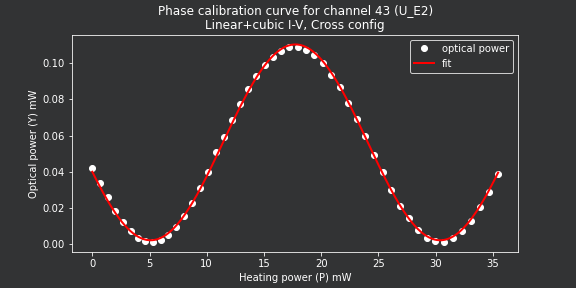 Phase calibration curve for channel 43 (U_E2)
Linear+cubic I-V, Cross config
optical power
fit
Optical power (Y) mW
0.10
0.08
0.06
0.04
0.02
0.00
0 5 10 15 20 25 30 35
Heating power (P) mW